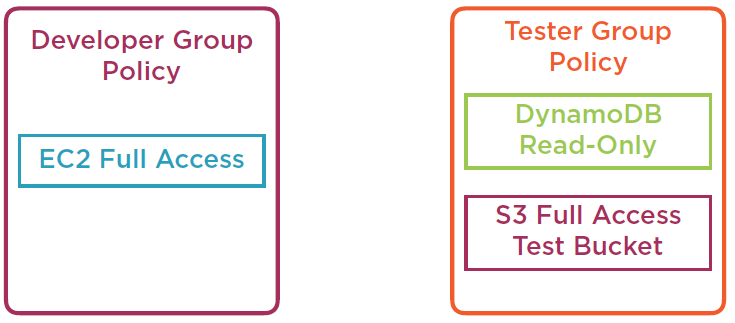 Developer Group
Policy
EC2 Full Access
Tester Group
Policy
DynamoDB
Read-Only
S3 Full Access
Test Bucket